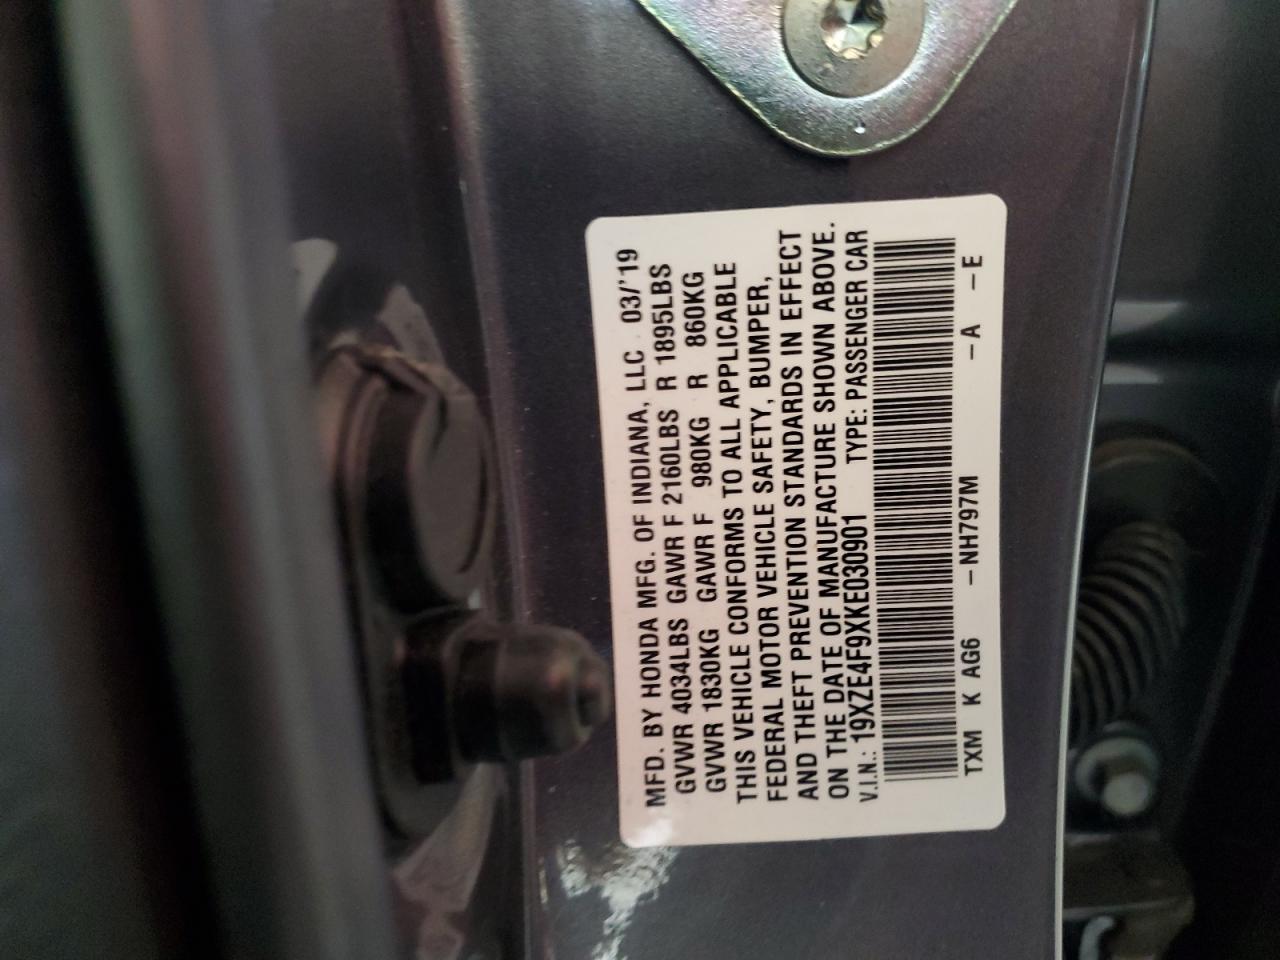 MFD. BY HONDA MFG. OF INDIANA, LLC 03/'19
GVWR 4034LBS GAWR F 2160LBS R 1895LBS
GVWR 1830KG GAWR F 980KG R 860KG
THIS VEHICLE CONFORMS TO ALL APPLICABLE
FEDERAL MOTOR VEHICLE SAFETY, BUMPER,
AND THEFT PREVENTION STANDARDS IN EFFECT
ON THE DATE OF MANUFACTURE SHOWN ABOVE.
V.I.N.: 19XZE4F9XKE030901 TYPE: PASSENGER CAR
TXM K AG6 -NH797M -A -E